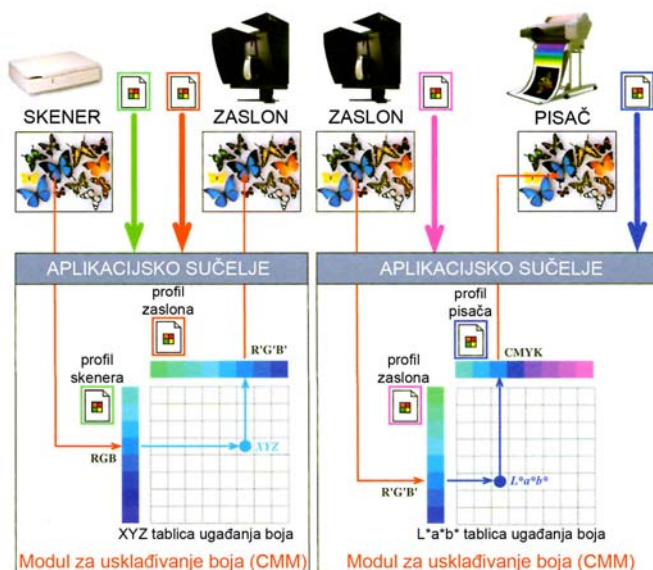 SKENER
ZASLON
ZASLON
PISAČ
APLIKACIJSKO SUČELJE
profil
zaslona
R'G'B'
profil
skenera
RGB
XYZ
XYZ tablica ugađanja boja
Modul za usklađivanje boja (CMM)
APLIKACIJSKO SUČELJE
profil
pisača
CMYK
profil
zaslona
R'G'B'
L*a*b*
L*a*b* tablica ugađanja boja
Modul za usklađivanje boja (CMM)